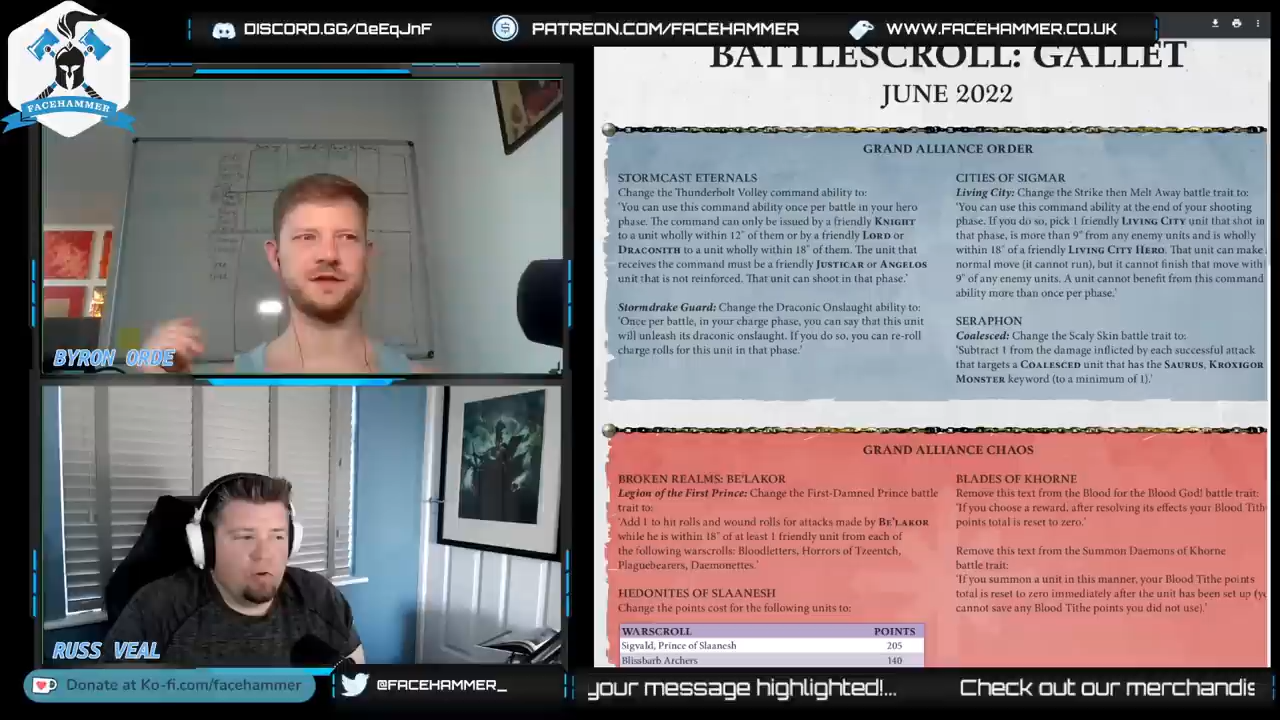 DISCORD.GG/QeEqJnF
PATREON.COM/FACEHAMMER
WWW.FACEHAMMER.CO.UK
FACEHAMMER
BYRON ORDE
RUSS VEAL
BATTLESCROLL: GALLET
JUNE 2022
GRAND ALLIANCE ORDER
STORMCAST ETERNALS
Change the Thunderbolt Volley command ability to:
'You can use this command ability once per battle in your hero
phase. The command can only be issued by a friendly KNIGHT
to a unit wholly within 12" of them or by a friendly LORD or
DRACONITH to a unit wholly within 18" of them. The unit that
receives the command must be a friendly JUSTICAR or ANGELOS
unit that is not reinforced. That unit can shoot in that phase.'
Stormdrake Guard: Change the Draconic Onslaught ability to:
'Once per battle, in your charge phase, you can say that this unit
will unleash its draconic onslaught. If you do so, you can re-roll
charge rolls for this unit in that phase.'
CITIES OF SIGMAR
Living City: Change the Strike then Melt Away battle trait to:
'You can use this command ability at the end of your shooting
phase. If you do so, pick 1 friendly LIVING CITY unit that shot in
that phase, is more than 9" from any enemy units and is wholly
within 18" of a friendly LIVING CITY HERO. That unit can make
normal move (it cannot run), but it cannot finish that move with
9" of any enemy units. A unit cannot benefit from this command
ability more than once per phase.'
SERAPHON
Coalesced: Change the Scaly Skin battle trait to:
'Subtract 1 from the damage inflicted by each successful attack
that targets a COALESCED unit that has the SAURUS, KROXIGOR
MONSTER keyword (to a minimum of 1).'
GRAND ALLIANCE CHAOS
BROKEN REALMS: BE'LAKOR
Legion of the First Prince: Change the First-Damned Prince battle
trait to:
'Add 1 to hit rolls and wound rolls for attacks made by BE'LAKOR
while he is within 18" of at least 1 friendly unit from each of
the following warscrolls: Bloodletters, Horrors of Tzeentch,
Plaguebearers, Daemonettes.'
HEDONITES OF SLAANESH
Change the points cost for the following units to:
WARSCROLL POINTS
Sigvald, Prince of Slaanesh 205
Blissbarb Archers 140
BLADES OF KHORNE
Remove this text from the Blood for the Blood God! battle trait:
'If you choose a reward, after resolving its effects your Blood Tith
points total is reset to zero.'
Remove this text from the Summon Daemons of Khorne
battle trait:
'If you summon a unit in this manner, your Blood Tithe points
total is reset to zero immediately after the unit has been set up (yo
cannot save any Blood Tithe points you did not use).'
Donate at Ko-fi.com/facehammer
@FACEHAMMER_
your message highlighted!...
Check out our merchandis